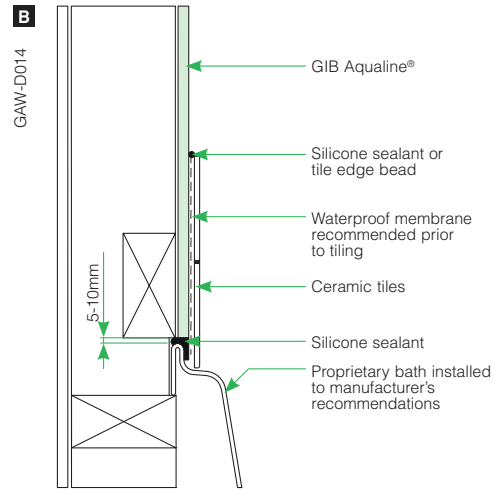 B
GAW-D014
GIB Aqualine®
Silicone sealant or
tile edge bead
Waterproof membrane
recommended prior
to tiling
Ceramic tiles
5-10mm
Silicone sealant
Proprietary bath installed
to manufacturer's
recommendations